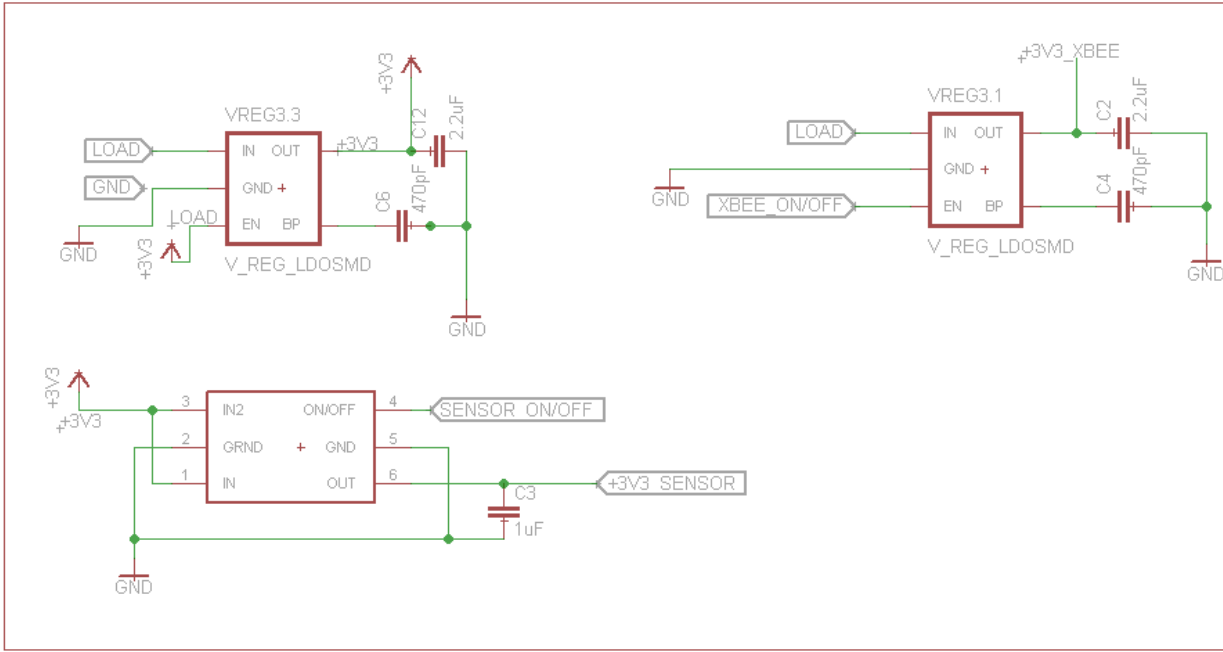 +3V3
VREG3.3
C12
2.2uF
LOAD
IN OUT
+3V3
GND
GND
C6
470pF
LOAD
EN BP
+3V3
GND
V_REG_LDOSMD
GND
+3V3_XBEE
VREG3.1
C2
2.2uF
LOAD
IN OUT
GND
GND
C4
470pF
XBEE_ON/OFF
EN BP
V_REG_LDOSMD
GND
+3V3
+3V3
3 IN2 ON/OFF 4
SENSOR_ON/OFF
2 GRND GND 5
1 IN OUT 6
+3V3_SENSOR
C3
1uF
GND